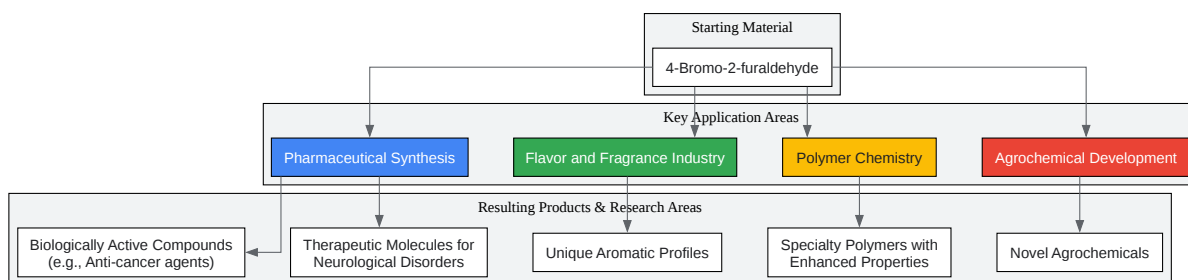 Starting Material
4-Bromo-2-furaldehyde
Key Application Areas
Pharmaceutical Synthesis
Flavor and Fragrance Industry
Polymer Chemistry
Agrochemical Development
Resulting Products & Research Areas
Biologically Active Compounds
(e.g., Anti-cancer agents)
Therapeutic Molecules for
Neurological Disorders
Unique Aromatic Profiles
Specialty Polymers with
Enhanced Properties
Novel Agrochemicals